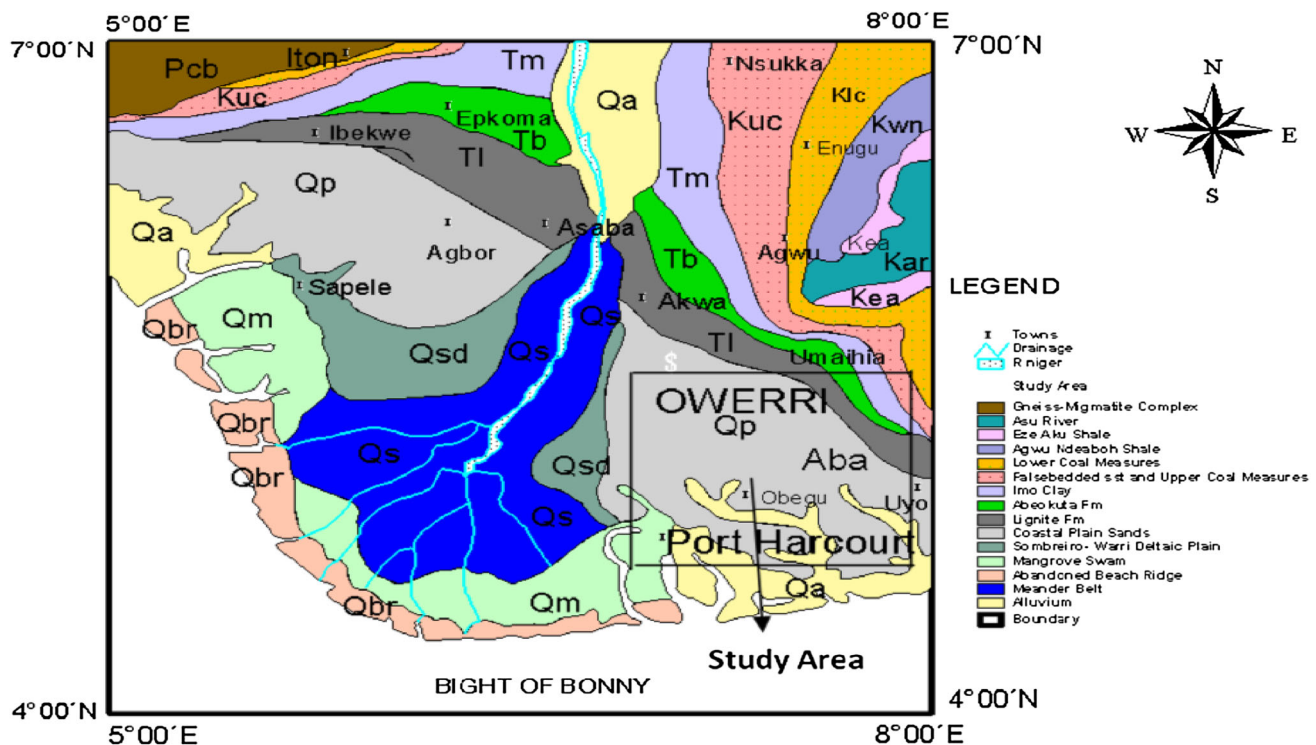 5°00′E 8°00′E
7°00′N 7°00′N
Pcb
Iton
Kuc
Tm
Qa
Nsukka
Kuc
Klc
Kwn
Enugu
Epkoma
Tb
Ibekwe
Tl
Qp
Tm
Qa
Agbor
Asaba
Agwu
Kea
Kar
Kea
Tb
Akwa
Sapele
Qbr
Qm
Qsd
Qs
Qs
Tl
Umaihia
$
OWERRI
Qp
Aba
Qbr
Qbr
Qs
Qsd
Obegu
Uyo
Qs
Port Harcourt
Qa
Qm
Qbr
Study Area
BIGHT OF BONNY
4°00′N 4°00′N
5°00′E 8°00′E
N
W E
S
LEGEND
Towns
Drainage
R niger
Study Area
Gneiss-Migmatite Complex
Asu River
Eze Aku Shale
Agwu Ndeaboh Shale
Lower Coal Measures
Falsebedded sst and Upper Coal Measures
Imo Clay
Abeokuta Fm
Lignite Fm
Coastal Plain Sands
Sombreiro- Warri Deltaic Plain
Mangrove Swam
Abandoned Beach Ridge
Meander Belt
Alluvium
Boundary